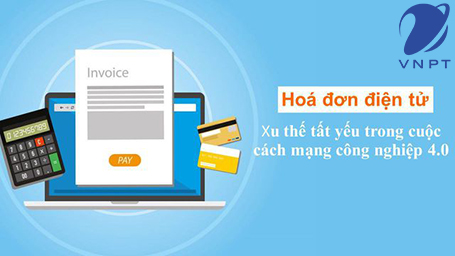 VNPT
Invoice
PAY
Hoá đơn điện tử
Xu thế tất yếu trong cuộc
cách mạng công nghiệp 4.0